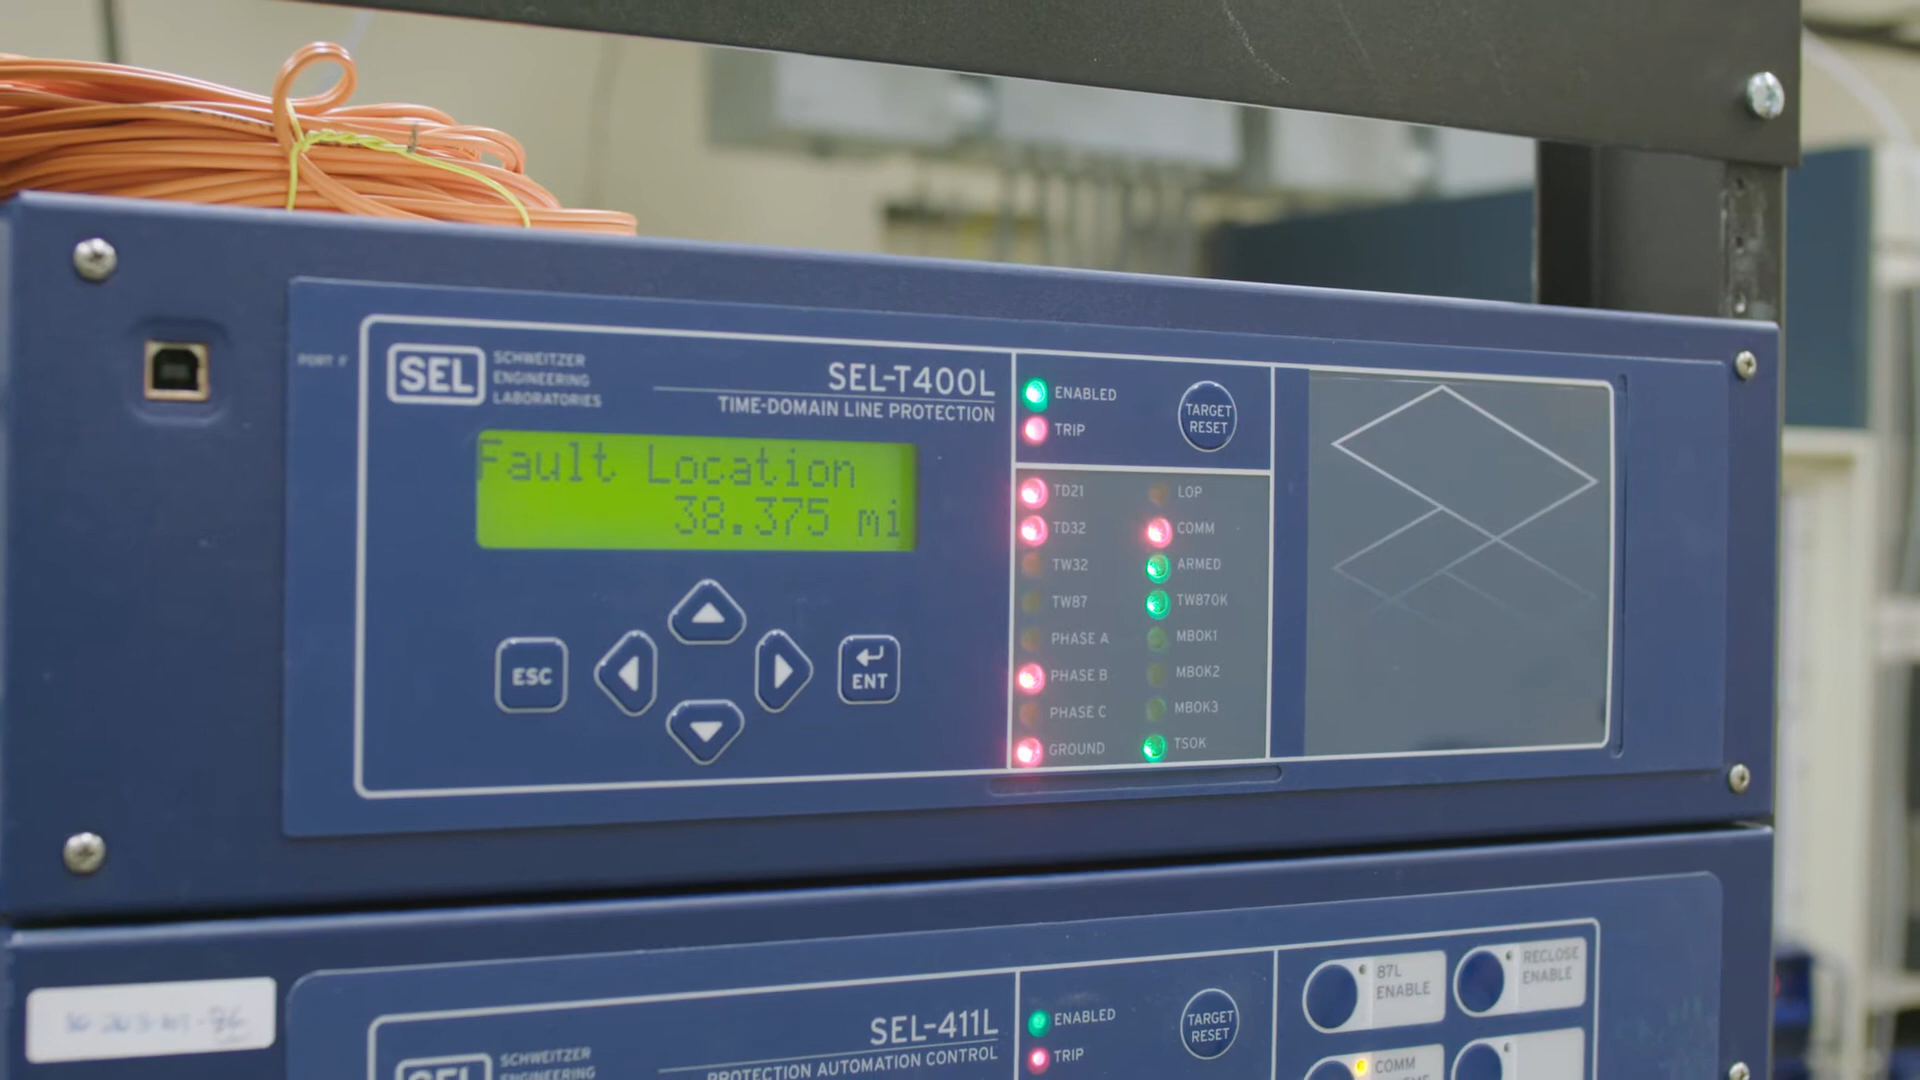 PORT F
SEL
SCHWEITZER
ENGINEERING
LABORATORIES
SEL-T400L
TIME-DOMAIN LINE PROTECTION
Fault Location
38.375 mi
ESC
ENT
ENABLED
TRIP
TARGET
RESET
TD21
TD32
TW32
TW87
PHASE A
PHASE B
PHASE C
GROUND
LOP
COMM
ARMED
TW87OK
MBOK1
MBOK2
MBOK3
TSOK
SEL
SCHWEITZER
ENGINEERING
SEL-411L
PROTECTION AUTOMATION CONTROL
ENABLED
TRIP
TARGET
RESET
87L
ENABLE
RECLOSE
ENABLE
COMM